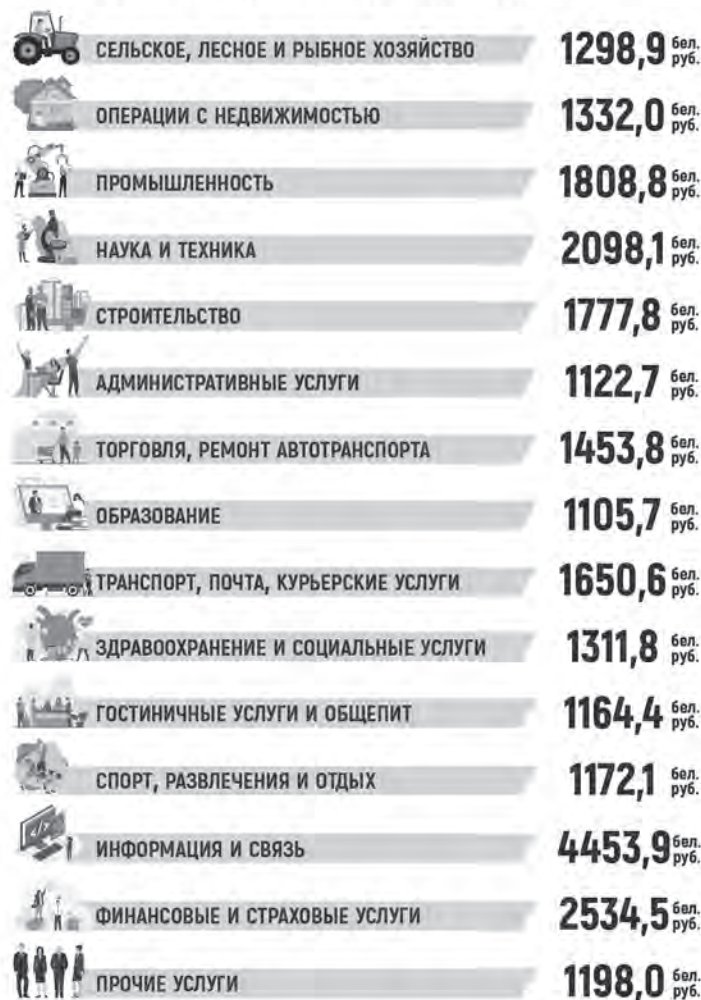 СЕЛЬСКОЕ, ЛЕСНОЕ И РЫБНОЕ ХОЗЯЙСТВО 1298,9 бел. руб.
ОПЕРАЦИИ С НЕДВИЖИМОСТЬЮ 1332,0 бел. руб.
ПРОМЫШЛЕННОСТЬ 1808,8 бел. руб.
НАУКА И ТЕХНИКА 2098,1 бел. руб.
СТРОИТЕЛЬСТВО 1777,8 бел. руб.
АДМИНИСТРАТИВНЫЕ УСЛУГИ 1122,7 бел. руб.
ТОРГОВЛЯ, РЕМОНТ АВТОТРАНСПОРТА 1453,8 бел. руб.
ОБРАЗОВАНИЕ 1105,7 бел. руб.
ТРАНСПОРТ, ПОЧТА, КУРЬЕРСКИЕ УСЛУГИ 1650,6 бел. руб.
ЗДРАВООХРАНЕНИЕ И СОЦИАЛЬНЫЕ УСЛУГИ 1311,8 бел. руб.
ГОСТИНИЧНЫЕ УСЛУГИ И ОБЩЕПИТ 1164,4 бел. руб.
СПОРТ, РАЗВЛЕЧЕНИЯ И ОТДЫХ 1172,1 бел. руб.
</>
ИНФОРМАЦИЯ И СВЯЗЬ 4453,9 бел. руб.
ФИНАНСОВЫЕ И СТРАХОВЫЕ УСЛУГИ 2534,5 бел. руб.
ПРОЧИЕ УСЛУГИ 1198,0 бел. руб.